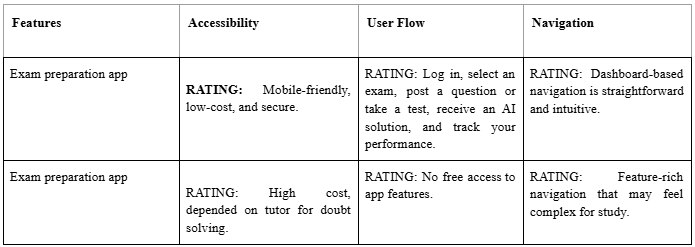 Features Accessibility User Flow Navigation
Exam preparation app
RATING: Mobile-friendly,
low-cost, and secure.
RATING: Log in, select an
exam, post a question or
take a test, receive an AI
solution, and track your
performance.
RATING: Dashboard-based
navigation is straightforward
and intuitive.
Exam preparation app
RATING: High cost,
depended on tutor for doubt
solving.
RATING: No free access to
app features.
RATING: Feature-rich
navigation that may feel
complex for study.